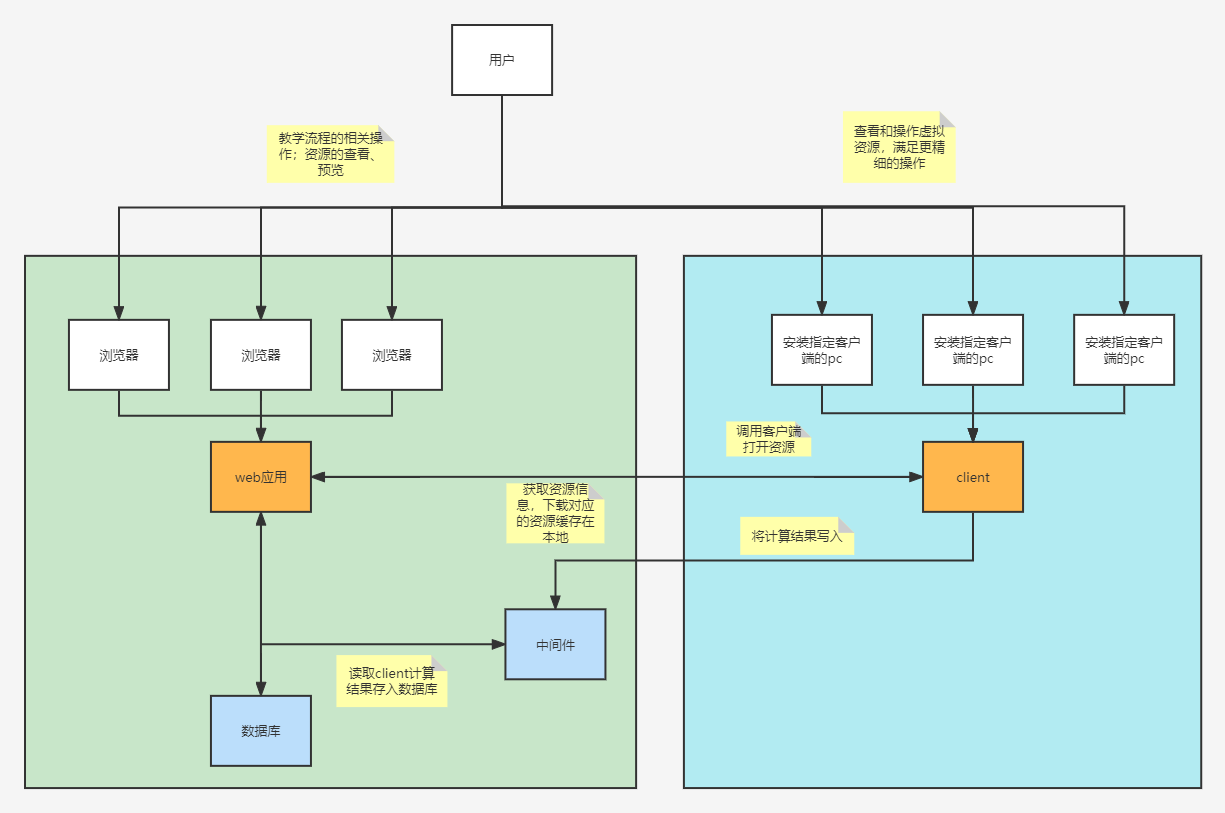 用户
教学流程的相关操
作；资源的查看、
预览
查看和操作虚拟
资源，满足更精
细的操作
浏览器
浏览器
浏览器
安装指定客户
端的pc
安装指定客户
端的pc
安装指定客户
端的pc
调用客户端
打开资源
web应用
client
获取资源信
息，下载对应
的资源缓存在
本地
将计算结果写入
中间件
读取client计算
结果存入数据库
数据库